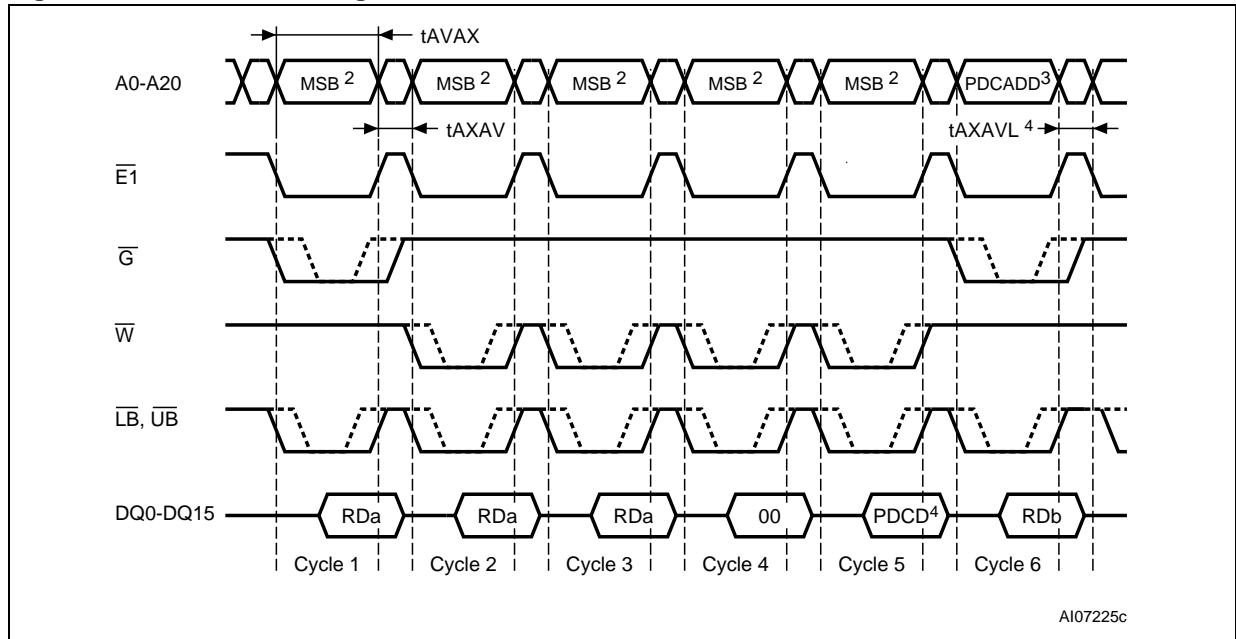 tAVAX
A0-A20 MSB 2 MSB 2 MSB 2 MSB 2 MSB 2 PDCADD3
tAXAV tAXAVL 4
E1
G
W
LB, UB
DQ0-DQ15 RDa RDa RDa 00 PDCD4 RDb
Cycle 1 Cycle 2 Cycle 3 Cycle 4 Cycle 5 Cycle 6
AI07225c